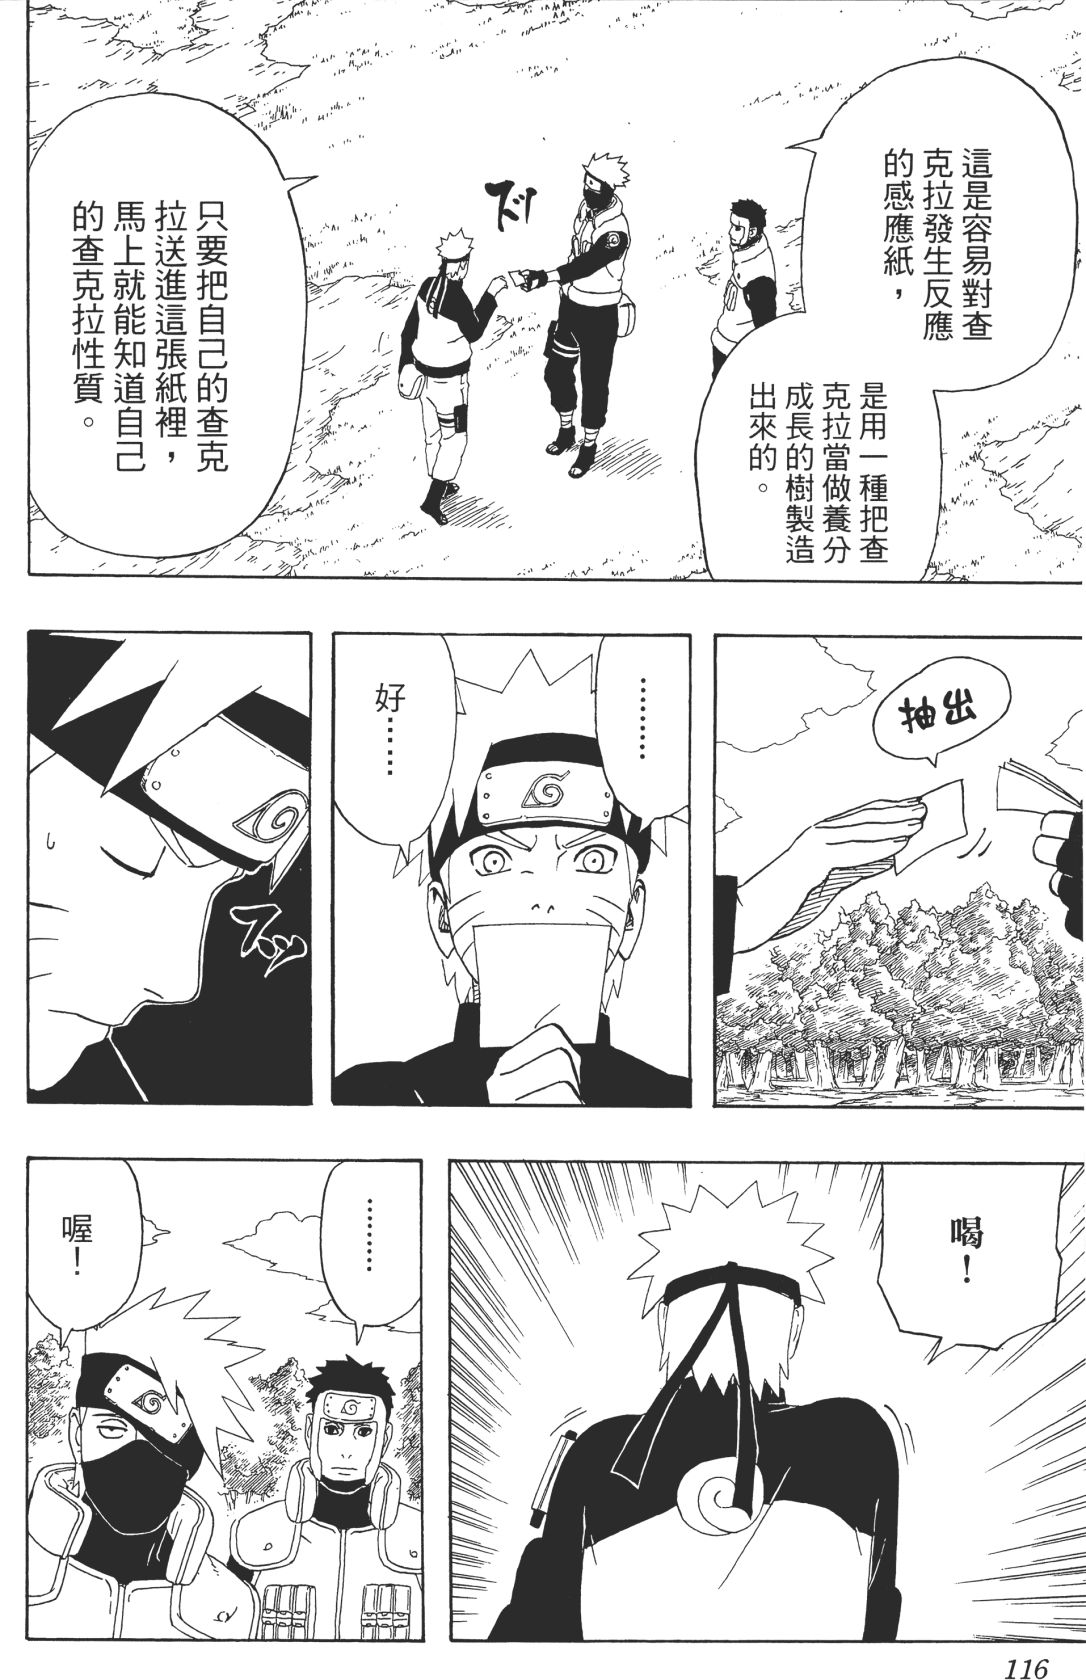 這是容易對查
克拉發生反應
的感應紙，
是用一種把查
克拉當做養分
成長的樹製造
出來的。
ズ!
只要把自己的查克
拉送進這張紙裡，
馬上就能知道自己
的查克拉性質。
抽出
………
好……
スッ
喝！
………
喔！
116